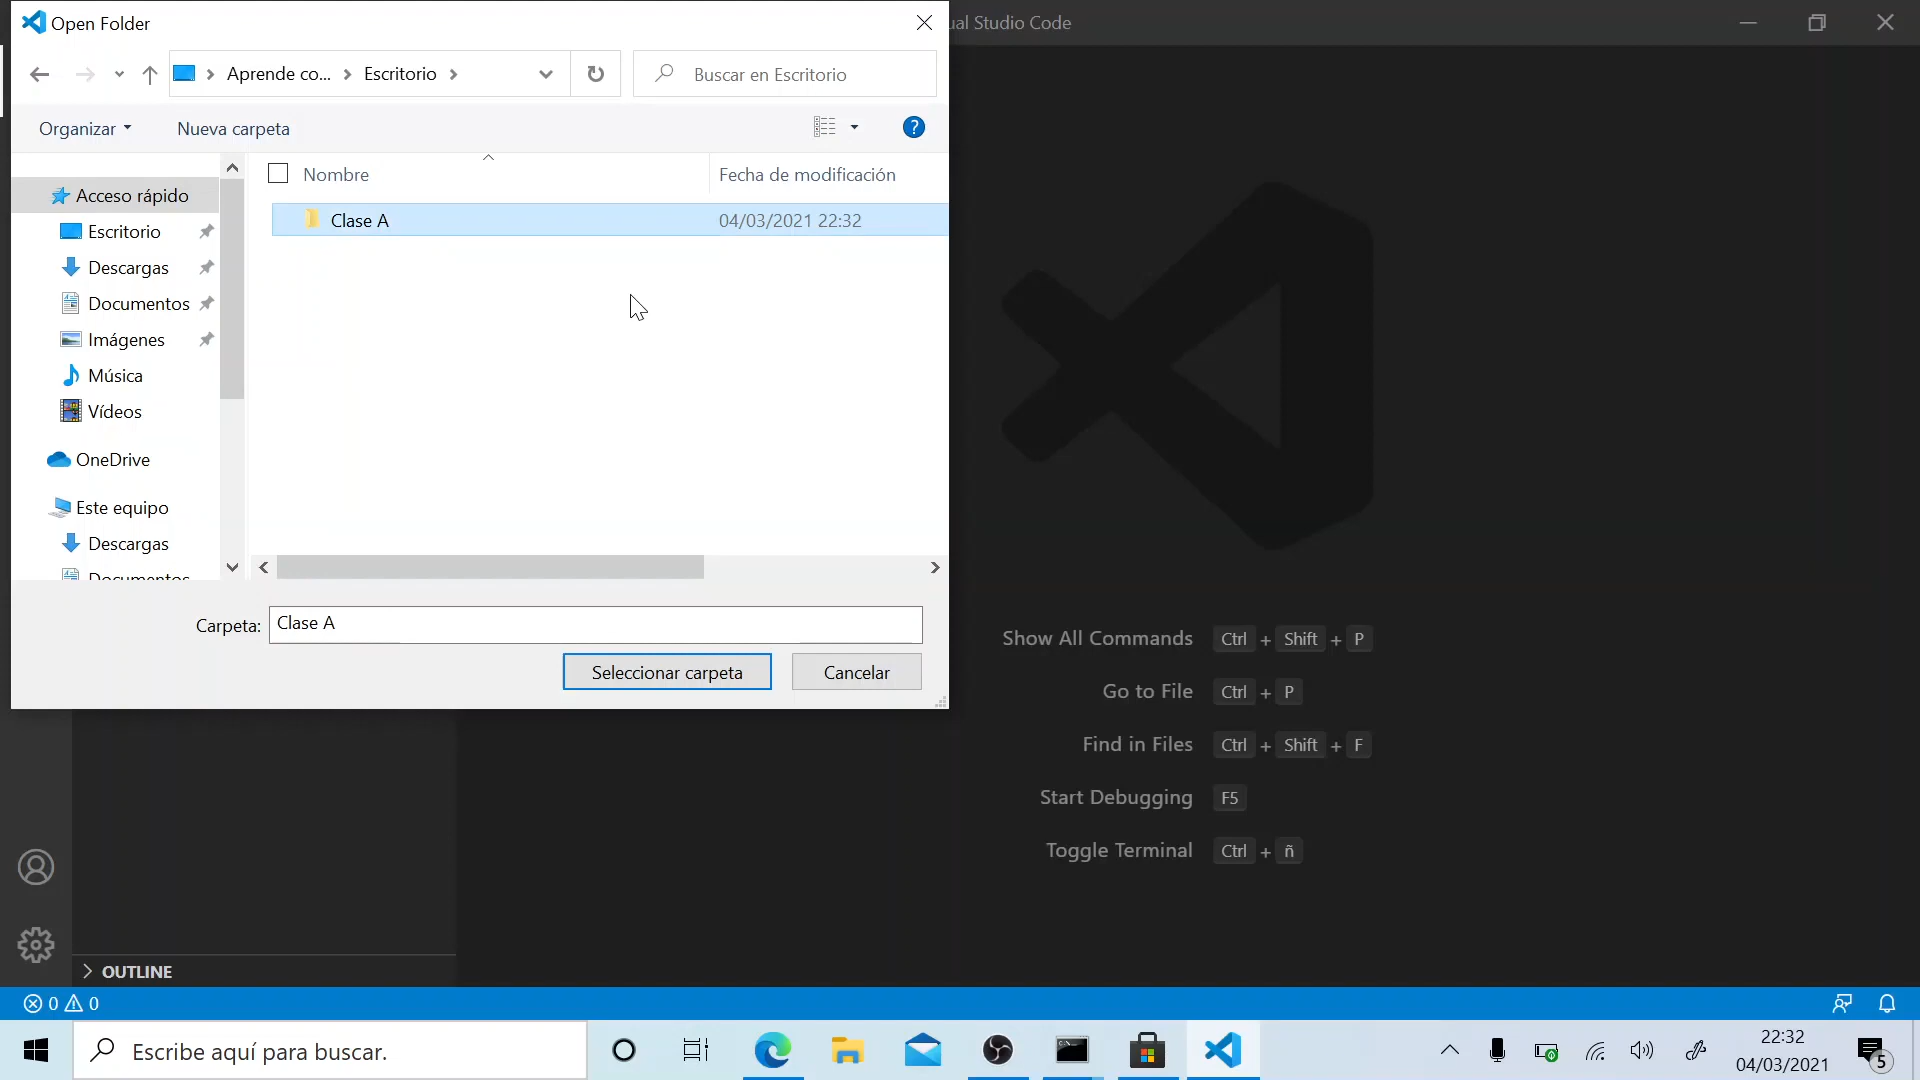 Open Folder
ual Studio Code
Aprende co...
Escritorio
Buscar en Escritorio
Organizar
Nueva carpeta
?
Nombre
Fecha de modificación
Clase A
04/03/2021 22:32
Acceso rápido
Escritorio
Descargas
Documentos
Imágenes
Música
Vídeos
OneDrive
Este equipo
Descargas
Documentos
Carpeta:
Clase A
Seleccionar carpeta
Cancelar
Show All Commands Ctrl + Shift + P
Go to File Ctrl + P
Find in Files Ctrl + Shift + F
Start Debugging F5
Toggle Terminal Ctrl + ñ
OUTLINE
0 0
Escribe aquí para buscar.
22:32
04/03/2021
5